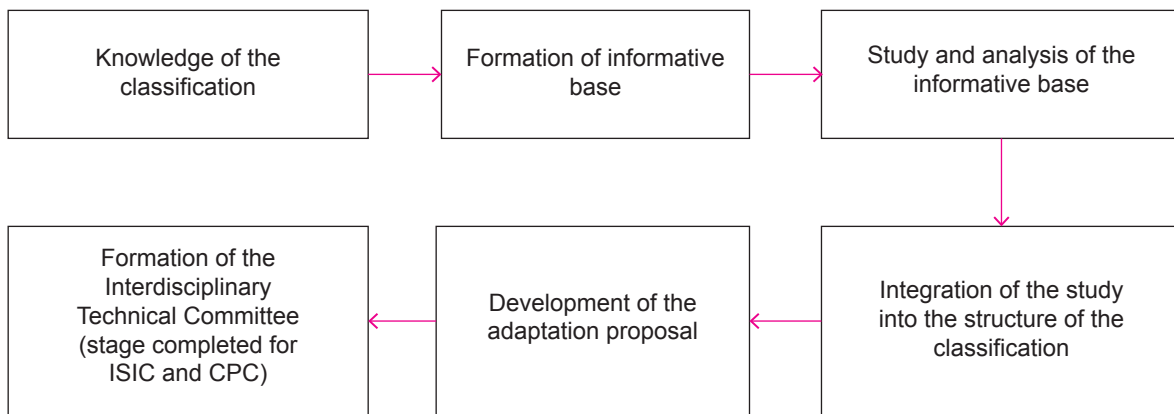 Knowledge of the
classification
Formation of informative
base
Study and analysis of the
informative base
Formation of the
Interdisciplinary
Technical Committee
(stage completed for
ISIC and CPC)
Development of the
adaptation proposal
Integration of the study
into the structure of the
classification